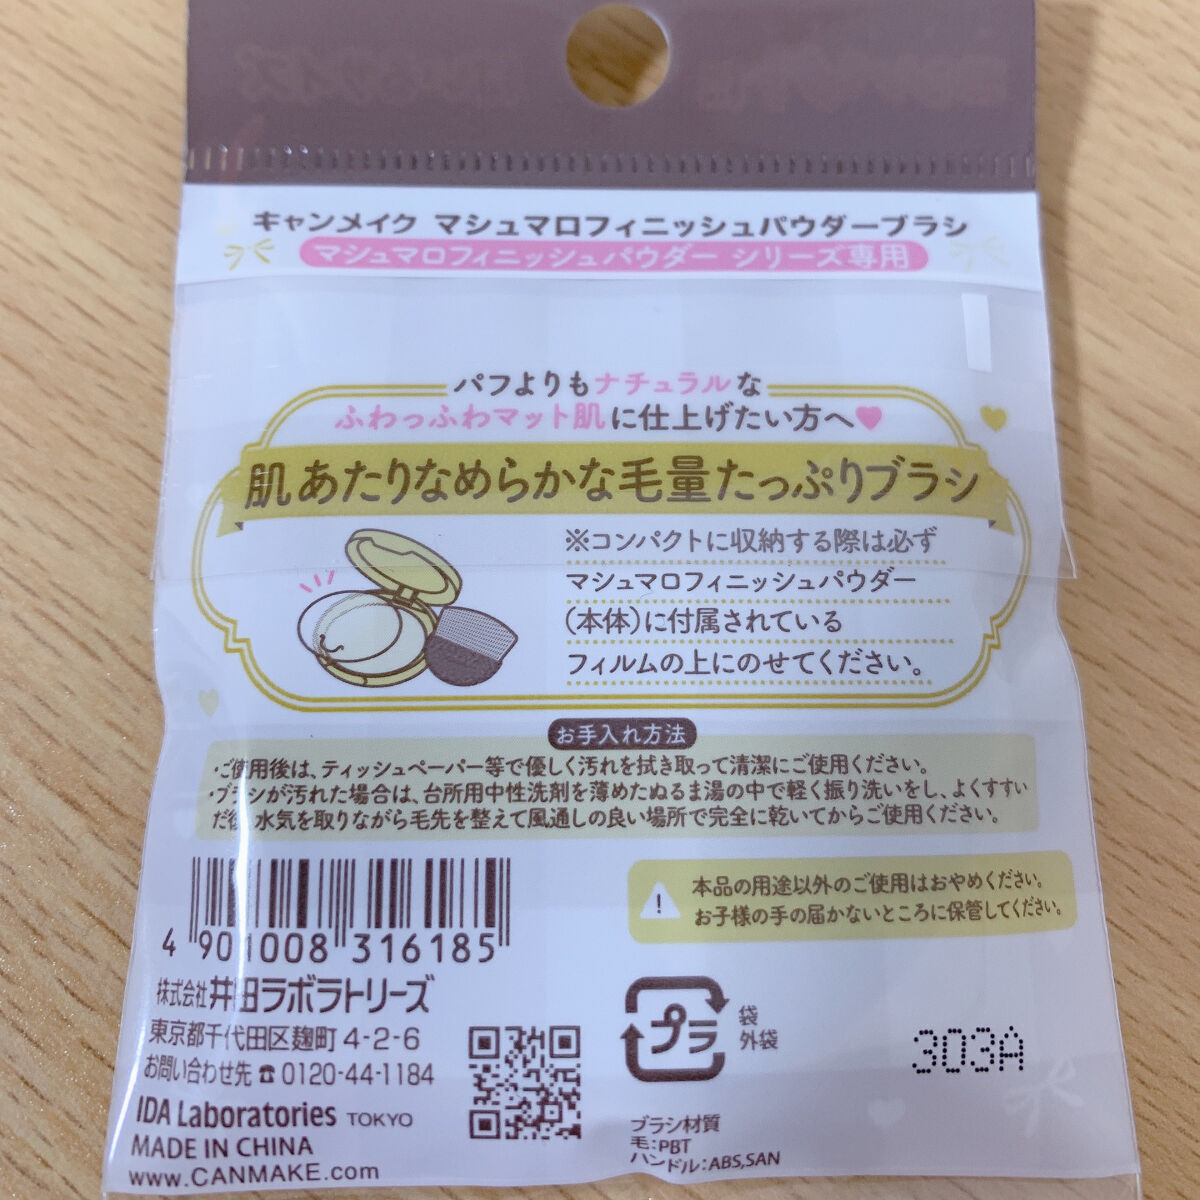 キャンメイク マシュマロフィニッシュパウダーブラシ
マシュマロフィニッシュパウダー シリーズ専用
パフよりもナチュラルな
ふわっふわマット肌に仕上げたい方へ♥
肌あたりなめらかな毛量たっぷりブラシ
※コンパクトに収納する際は必ず
マシュマロフィニッシュパウダー
(本体)に付属されている
フィルムの上にのせてください。
お手入れ方法
・ご使用後は、ティッシュペーパー等で優しく汚れを拭き取って清潔にご使用ください。
・ブラシが汚れた場合は、台所用中性洗剤を薄めたぬるま湯の中で軽く振り洗いをし、よくすすい
だ後、水気を取りながら毛先を整えて風通しの良い場所で完全に乾いてからご使用ください。
本品の用途以外のご使用はおやめください。
お子様の手の届かないところに保管してください。
4 901008 316185
株式会社 井田ラボラトリーズ
東京都千代田区麹町 4-2-6
お問い合わせ先 ☎ 0120-44-1184
IDA Laboratories TOKYO
MADE IN CHINA
www.CANMAKE.com
プラ
袋
外袋
303A
ブラシ材質
毛:PBT
ハンドル:ABS,SAN